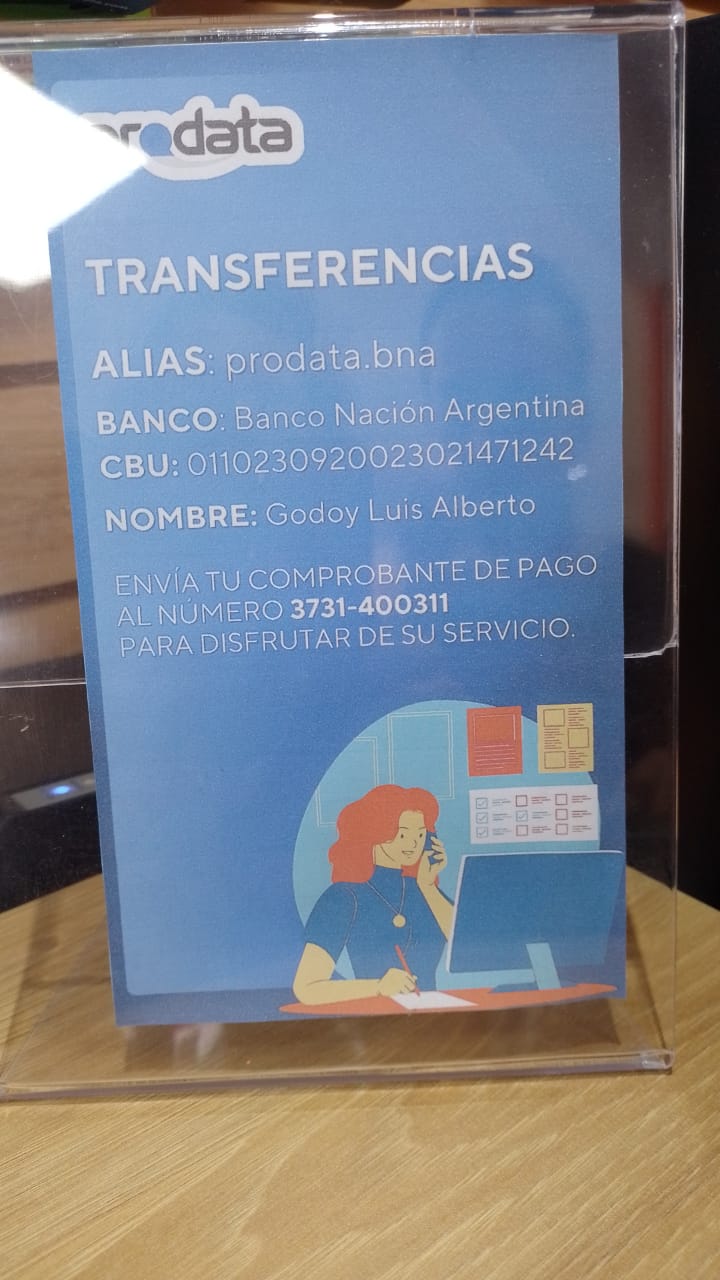 prodata
TRANSFERENCIAS
ALIAS: prodata.bna
BANCO: Banco Nación Argentina
CBU: 0110230920023021471242
NOMBRE: Godoy Luis Alberto
ENVÍA TU COMPROBANTE DE PAGO
AL NÚMERO 3731-400311
PARA DISFRUTAR DE SU SERVICIO.